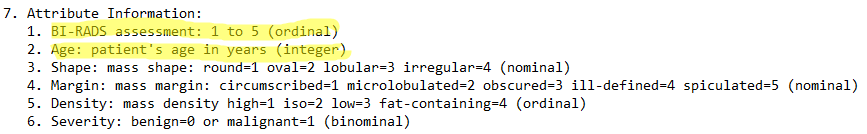 7. Attribute Information:
1. BI-RADS assessment: 1 to 5 (ordinal)
2. Age: patient's age in years (integer)
3. Shape: mass shape: round=1 oval=2 lobular=3 irregular=4 (nominal)
4. Margin: mass margin: circumscribed=1 microlobulated=2 obscured=3 ill-defined=4 spiculated=5 (nominal)
5. Density: mass density high=1 iso=2 low=3 fat-containing=4 (ordinal)
6. Severity: benign=0 or malignant=1 (binominal)